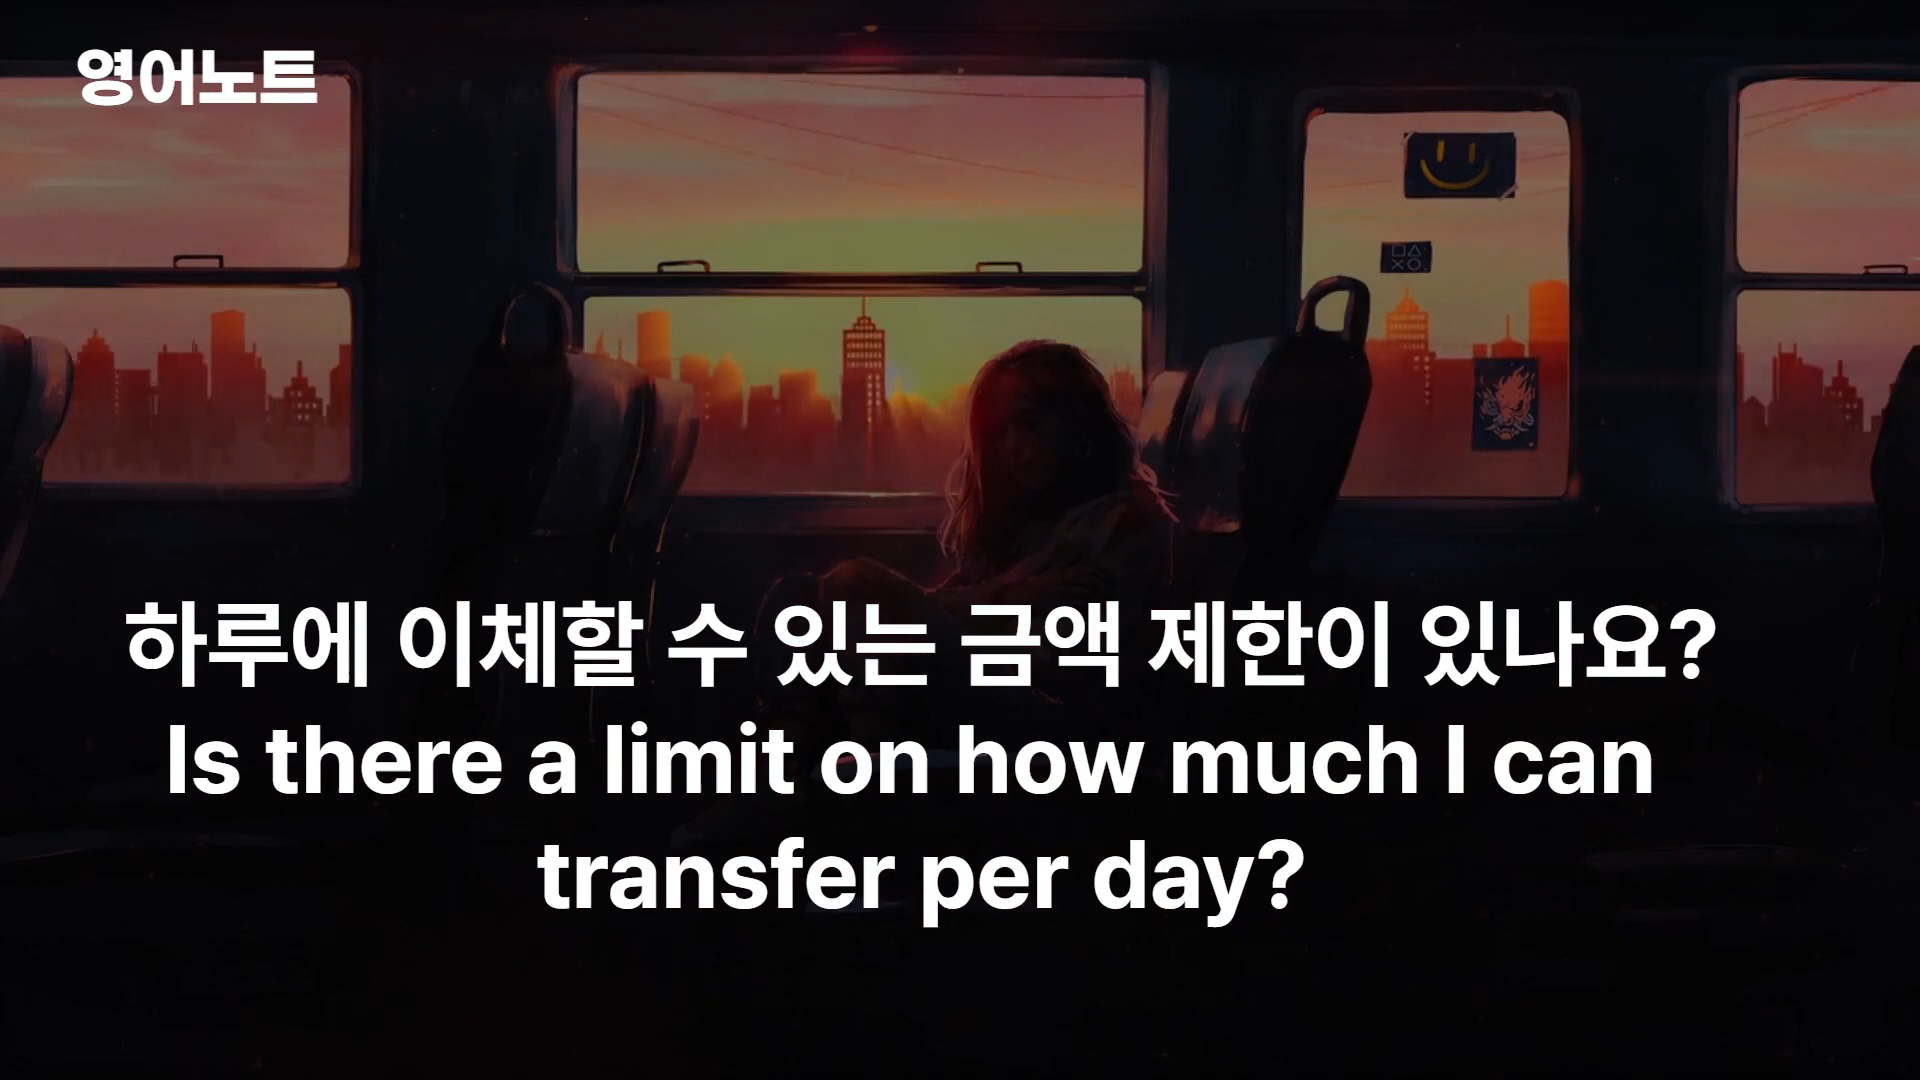 영어노트
하루에 이체할 수 있는 금액 제한이 있나요?
Is there a limit on how much I can
transfer per day?